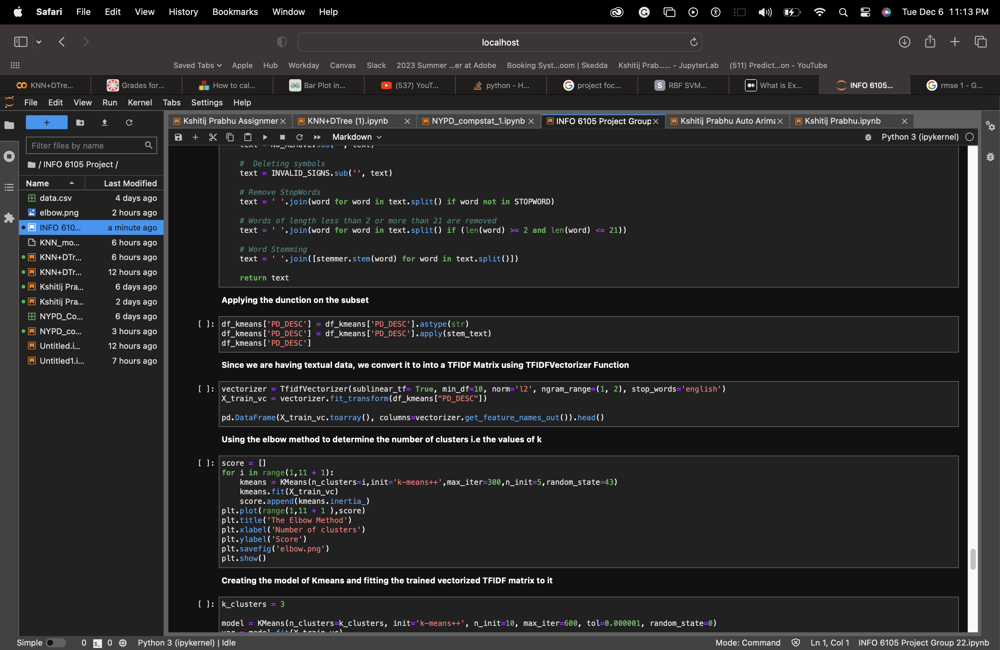 Safari File Edit View History Bookmarks Window Help Tue Dec 6 11:13 PM
localhost
Saved Tabs Apple Hub Workday Canvas Slack 2023 Summer ...er at Adobe Booking Syst...oom | Skedda Kshitij Prab...... - JupyterLab (511) Predict...on - YouTube
KNN+DTre... Grades for... How to cal... Bar Plot in... (537) YouT... python - H... project foc... RBF SVM... What is Ex... INFO 6105... rmse 1 - G...
File Edit View Run Kernel Tabs Settings Help
Kshitij Prabhu Assignmer KNN+DTree (1).ipynb NYPD_compstat_1.ipynb INFO 6105 Project Group Kshitij Prabhu Auto Arima Kshitij Prabhu.ipynb
Markdown Python 3 (ipykernel)
Filter files by name
/ INFO 6105 Project /
Name Last Modified
data.csv 4 days ago
elbow.png 2 hours ago
INFO 610... a minute ago
KNN_mo... 6 hours ago
KNN+DTr... 6 hours ago
KNN+DTr... 12 hours ago
Kshitij Pra... 6 days ago
Kshitij Pra... 2 days ago
NYPD_Co... 6 days ago
NYPD_co... 3 hours ago
Untitled.i... 12 hours ago
Untitled1.i... 7 hours ago
text = NO_REMOVE.sub('', text)
# Deleting symbols
text = INVALID_SIGNS.sub('', text)
# Remove StopWords
text = ' '.join(word for word in text.split() if word not in STOPWORD)
# Words of length less than 2 or more than 21 are removed
text = ' '.join(word for word in text.split() if (len(word) >= 2 and len(word) <= 21))
# Word Stemming
text = ' '.join([stemmer.stem(word) for word in text.split()])
return text
Applying the dunction on the subset
[ ]: df_kmeans['PD_DESC'] = df_kmeans['PD_DESC'].astype(str)
df_kmeans['PD_DESC'] = df_kmeans['PD_DESC'].apply(stem_text)
df_kmeans['PD_DESC']
Since we are having textual data, we convert it to into a TFIDF Matrix using TFIDFVectorizer Function
[ ]: vectorizer = TfidfVectorizer(sublinear_tf= True, min_df=10, norm='l2', ngram_range=(1, 2), stop_words='english')
X_train_vc = vectorizer.fit_transform(df_kmeans["PD_DESC"])
pd.DataFrame(X_train_vc.toarray(), columns=vectorizer.get_feature_names_out()).head()
Using the elbow method to determine the number of clusters i.e the values of k
[ ]: score = []
for i in range(1,11 + 1):
kmeans = KMeans(n_clusters=i,init='k-means++',max_iter=300,n_init=5,random_state=43)
kmeans.fit(X_train_vc)
score.append(kmeans.inertia_)
plt.plot(range(1,11 + 1 ),score)
plt.title('The Elbow Method')
plt.xlabel('Number of clusters')
plt.ylabel('Score')
plt.savefig('elbow.png')
plt.show()
Creating the model of Kmeans and fitting the trained vectorized TFIDF matrix to it
[ ]: k_clusters = 3
model = KMeans(n_clusters=k_clusters, init='k-means++', n_init=10, max_iter=600, tol=0.000001, random_state=0)
var = model.fit(X_train_vc)
Simple 0 0 Python 3 (ipykernel) | Idle Mode: Command Ln 1, Col 1 INFO 6105 Project Group 22.ipynb